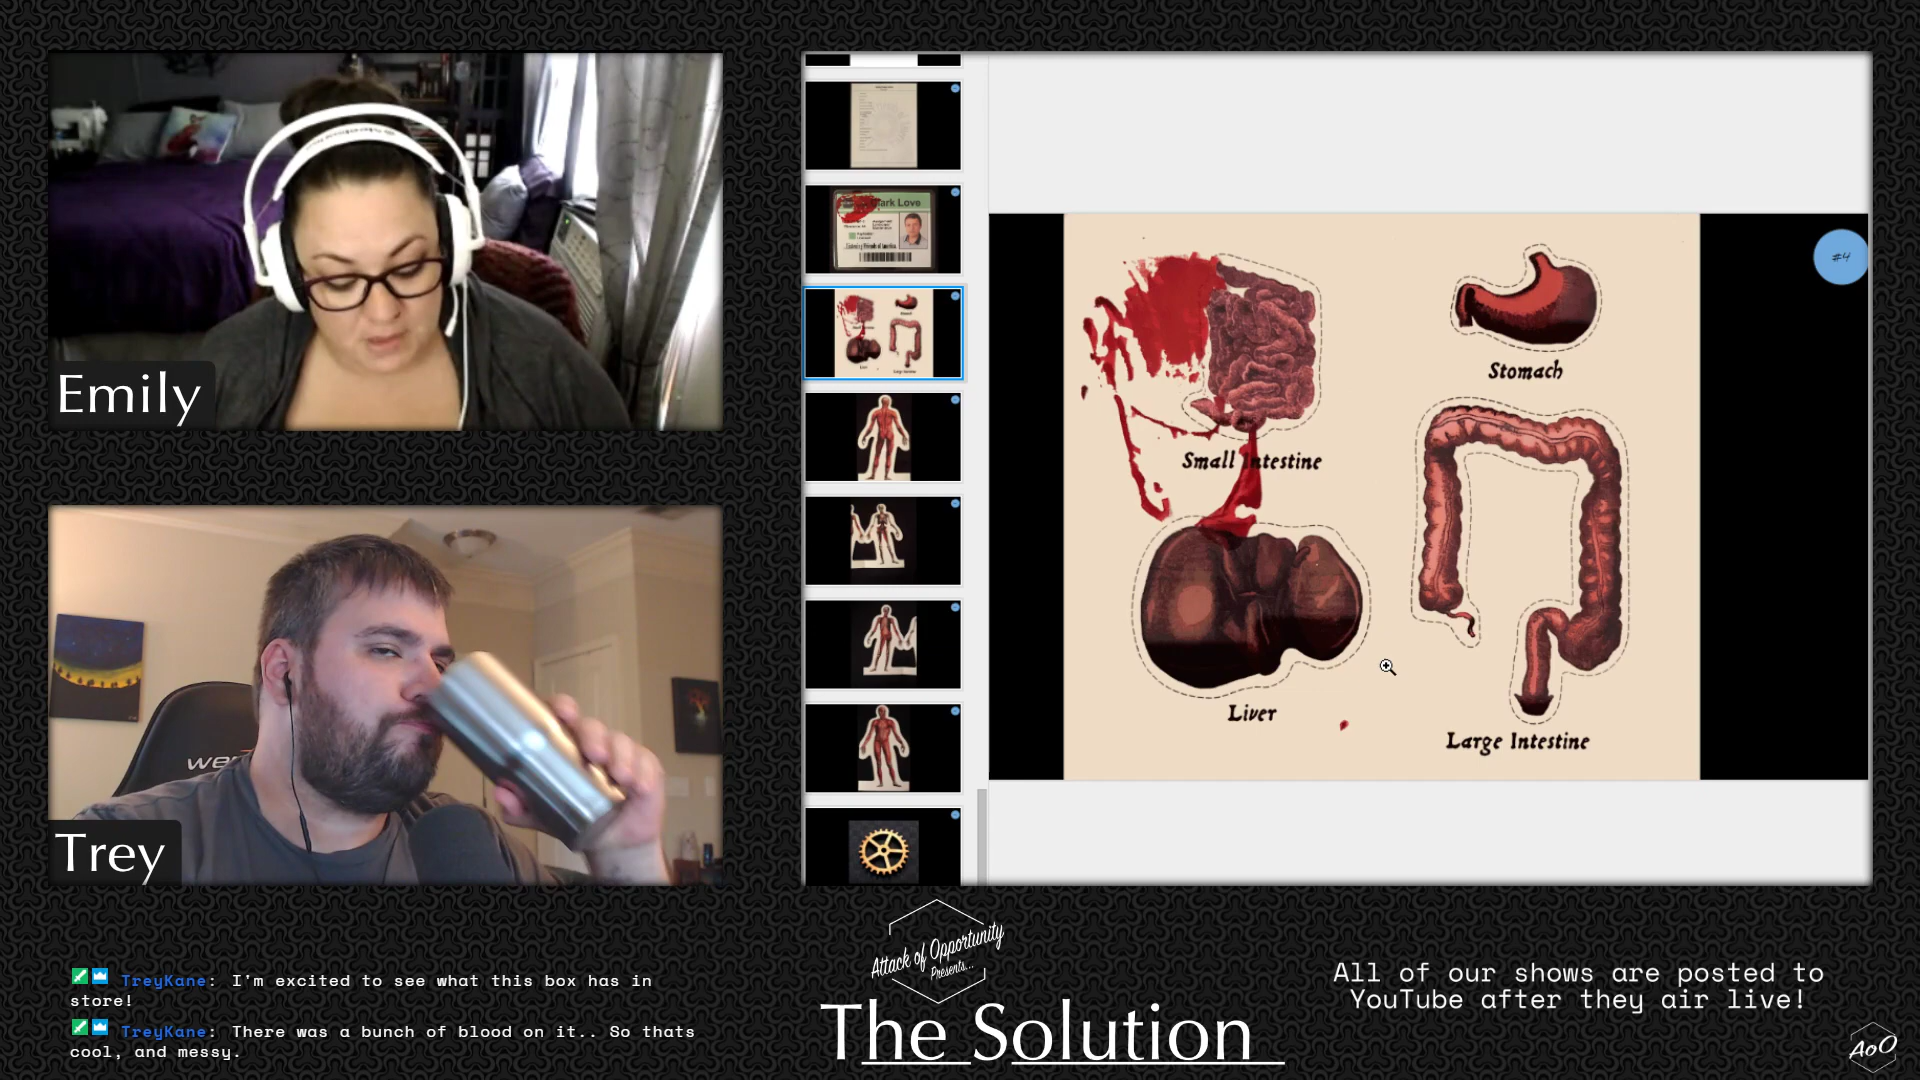 Emily
Trey
TreyKane: I'm excited to see what this box has in
store!
TreyKane: There was a bunch of blood on it.. So thats
cool, and messy.
ark Love
#4
Small Intestine
Stomach
Liver
Large Intestine
Attack of Opportunity
Presents...
The Solution
All of our shows are posted to
YouTube after they air live!
AoO